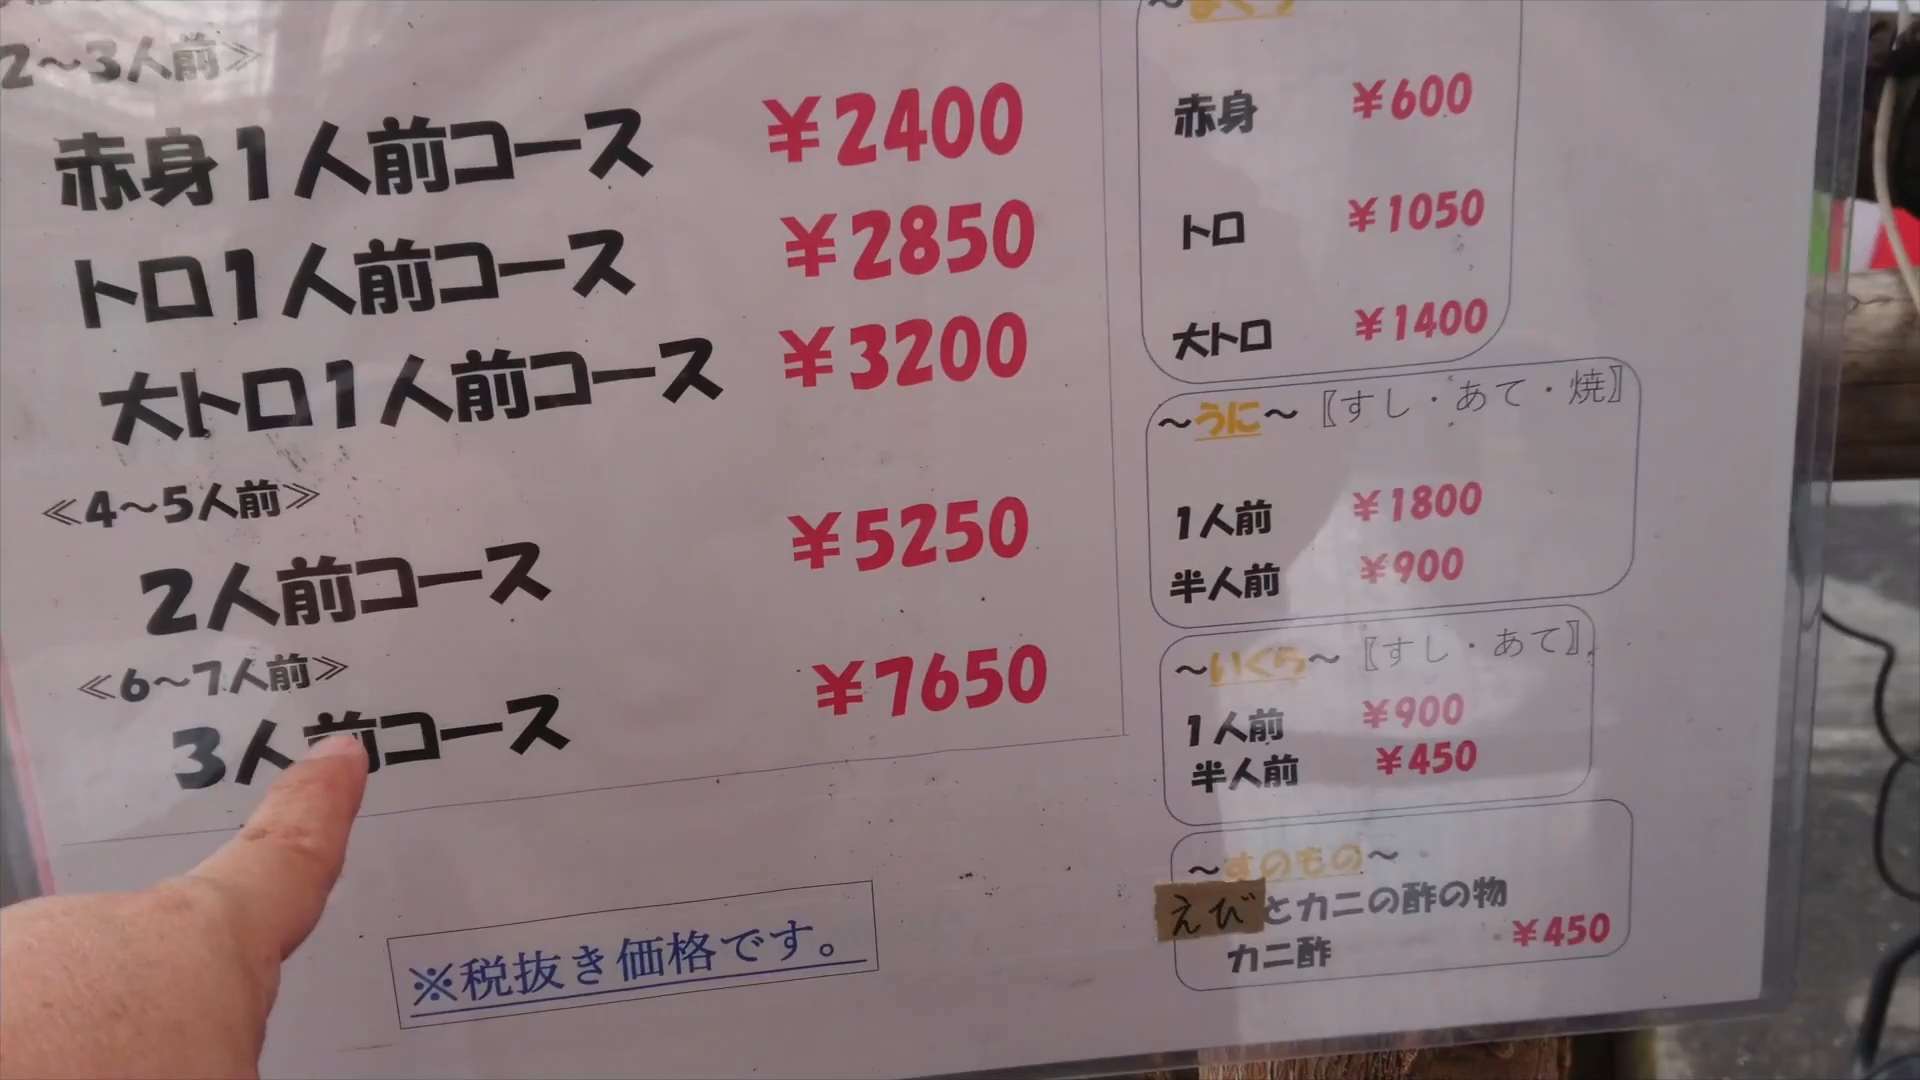 2～3人前≫
赤身1人前コース ¥2400
トロ1人前コース ¥2850
大トロ1人前コース ¥3200
≪4～5人前≫
2人前コース ¥5250
≪6～7人前≫
3人前コース ¥7650
※税抜き価格です。
赤身 ¥600
トロ ¥1050
大トロ ¥1400
～うに～〖すし・あて・焼〗
1人前 ¥1800
半人前 ¥900
～いくら～〖すし・あて〗
1人前 ¥900
半人前 ¥450
～すのもの～
えびとカニの酢の物
カニ酢 ¥450